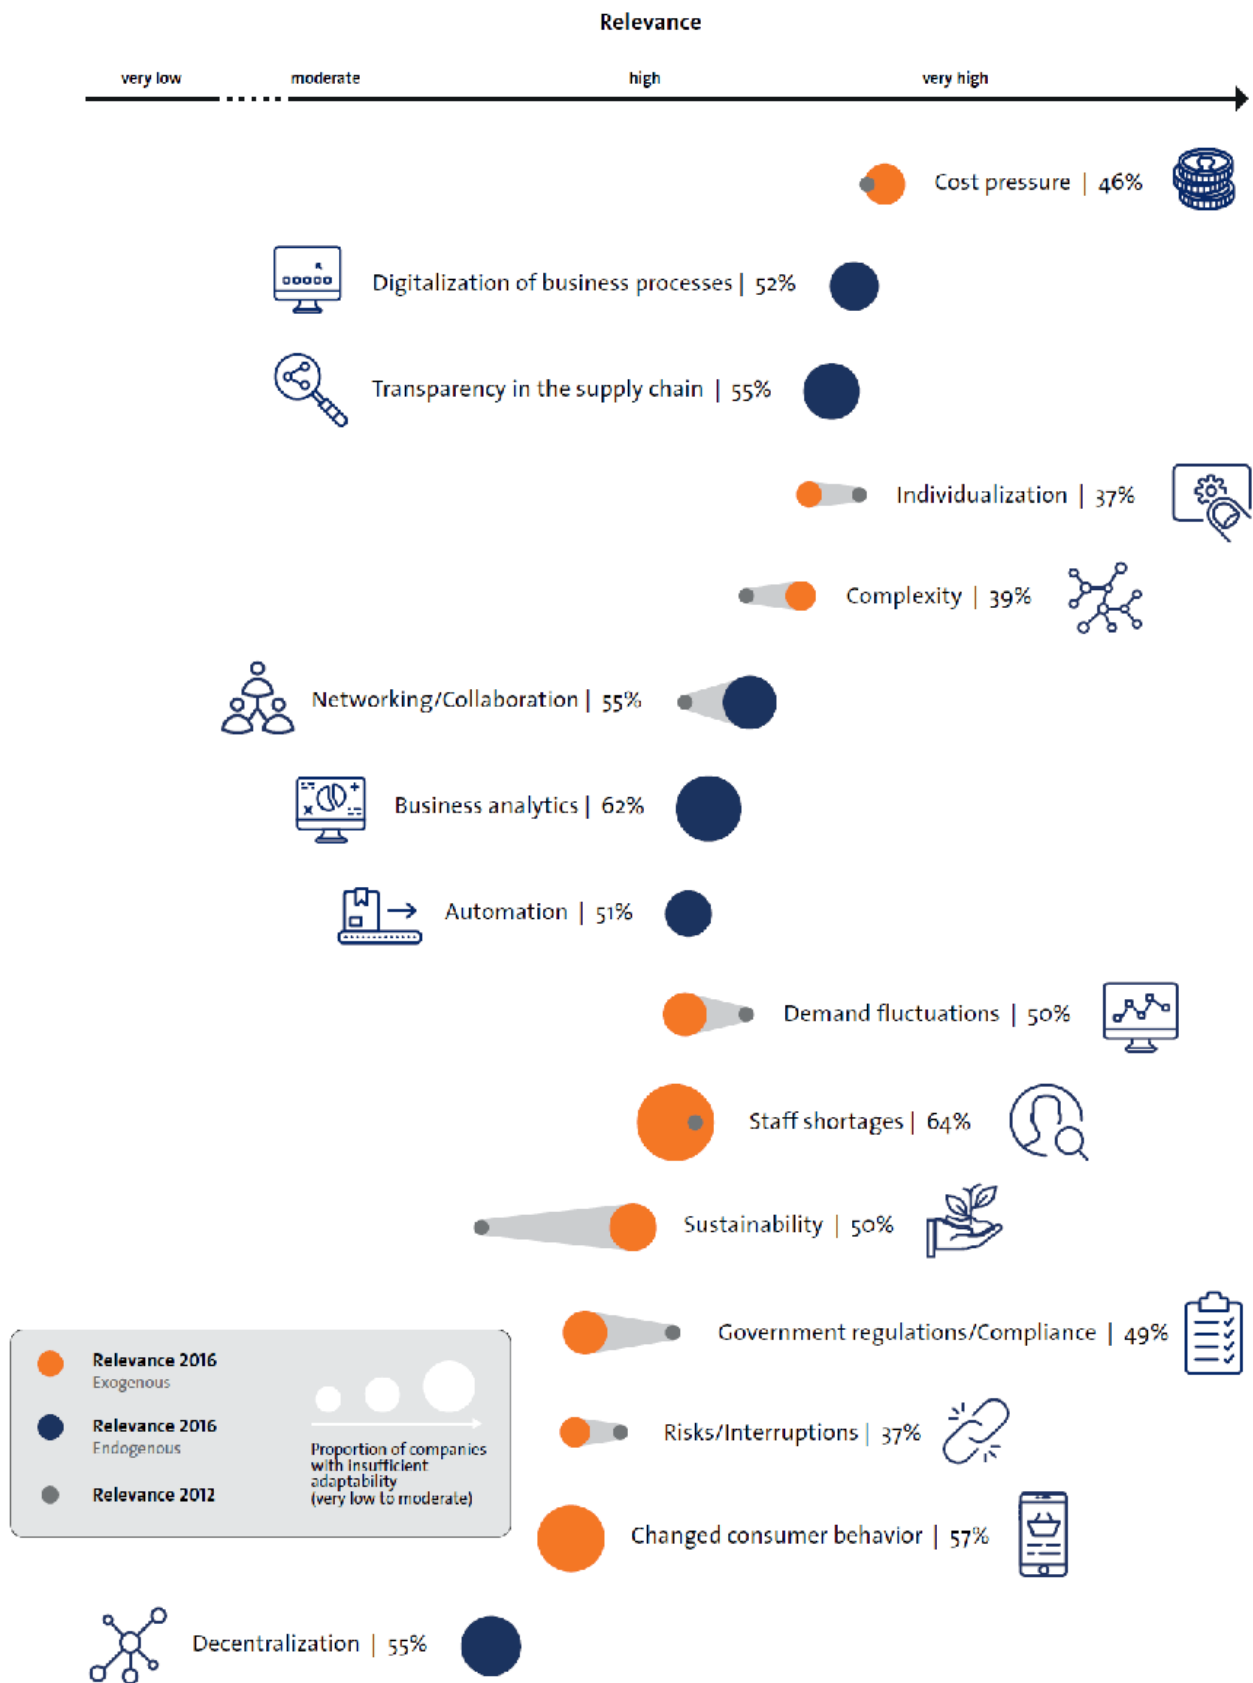 Relevance
very low moderate high very high
Cost pressure | 46%
Digitalization of business processes | 52%
Transparency in the supply chain | 55%
Individualization | 37%
Complexity | 39%
Networking/Collaboration | 55%
Business analytics | 62%
Automation | 51%
Demand fluctuations | 50%
Staff shortages | 64%
Sustainability | 50%
Government regulations/Compliance | 49%
Relevance 2016
Exogenous
Relevance 2016
Endogenous
Relevance 2012
Proportion of companies
with insufficient
adaptability
(very low to moderate)
Risks/Interruptions | 37%
Changed consumer behavior | 57%
Decentralization | 55%